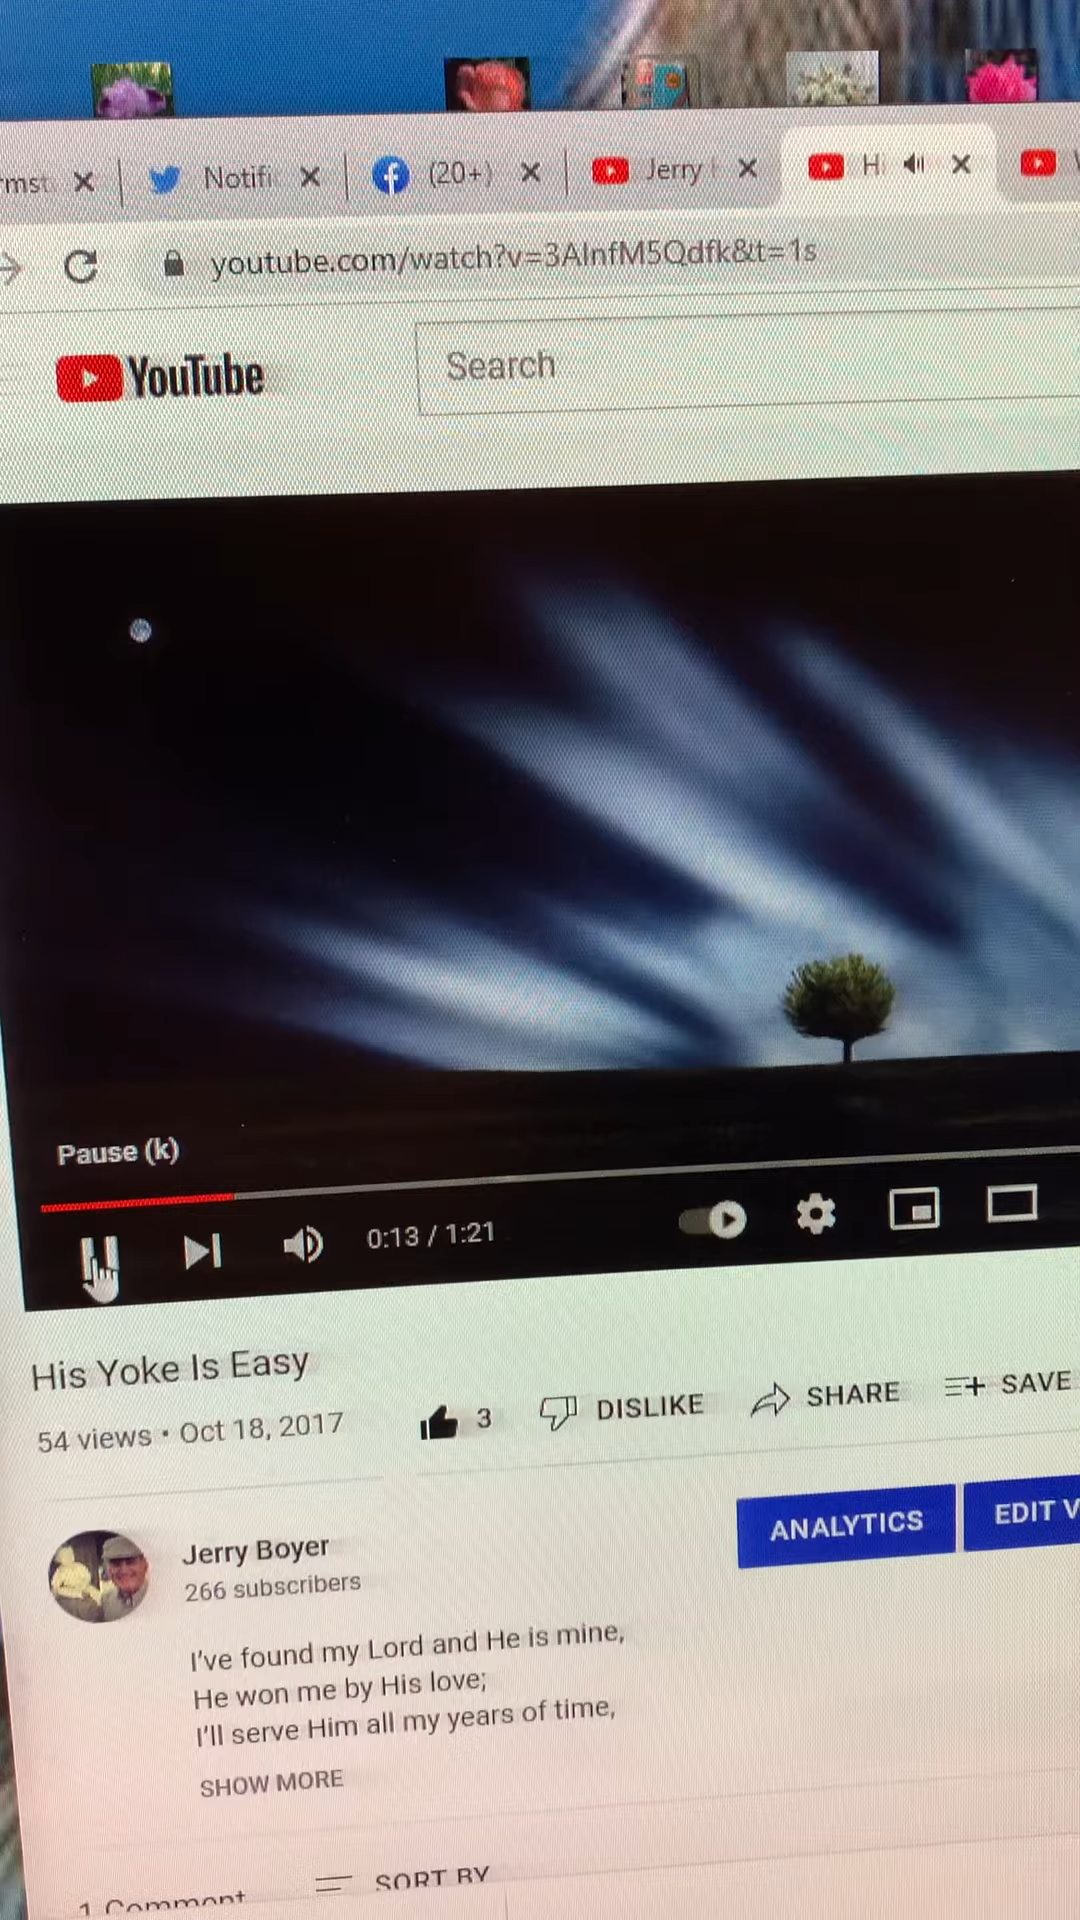 rmst
Notifi
(20+)
Jerry
H
youtube.com/watch?v=3AlnfM5Qdfk&t=1s
YouTube
Search
Pause (k)
0:13 / 1:21
His Yoke Is Easy
54 views • Oct 18, 2017
3
DISLIKE
SHARE
SAVE
ANALYTICS
EDIT V
Jerry Boyer
266 subscribers
I've found my Lord and He is mine,
He won me by His love;
I'll serve Him all my years of time,
SHOW MORE
1 Comment
SORT BY